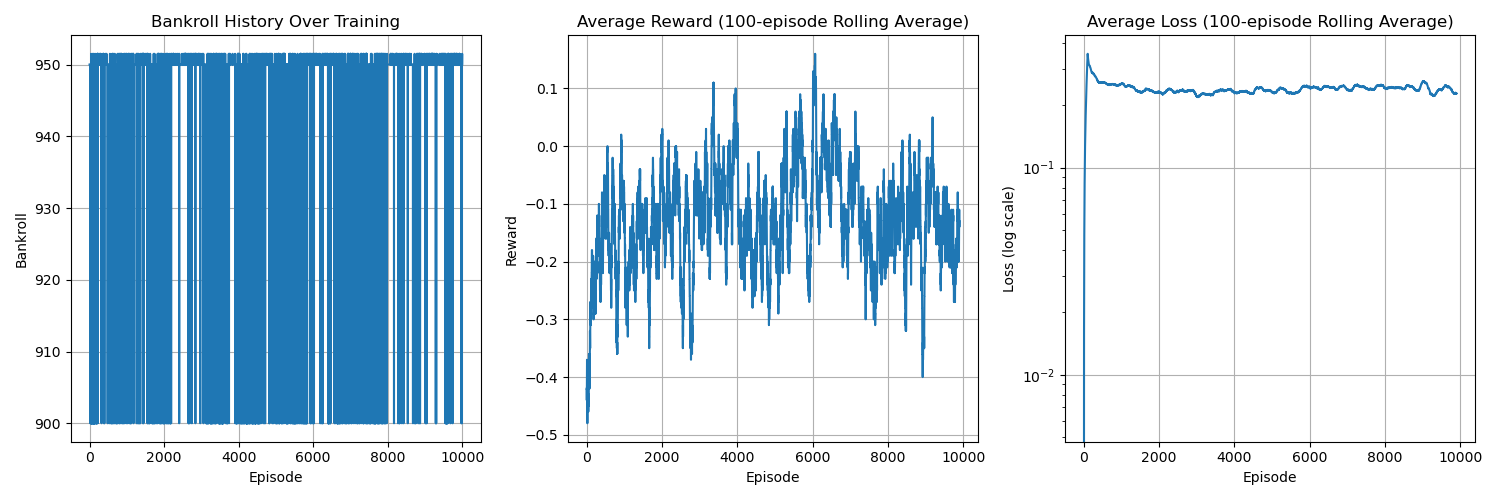 Bankroll History Over Training
Bankroll
950
940
930
920
910
900
0 2000 4000 6000 8000 10000
Episode
Average Reward (100-episode Rolling Average)
Reward
0.1
0.0
−0.1
−0.2
−0.3
−0.4
−0.5
0 2000 4000 6000 8000 10000
Episode
Average Loss (100-episode Rolling Average)
Loss (log scale)
10⁻¹
10⁻²
0 2000 4000 6000 8000 10000
Episode